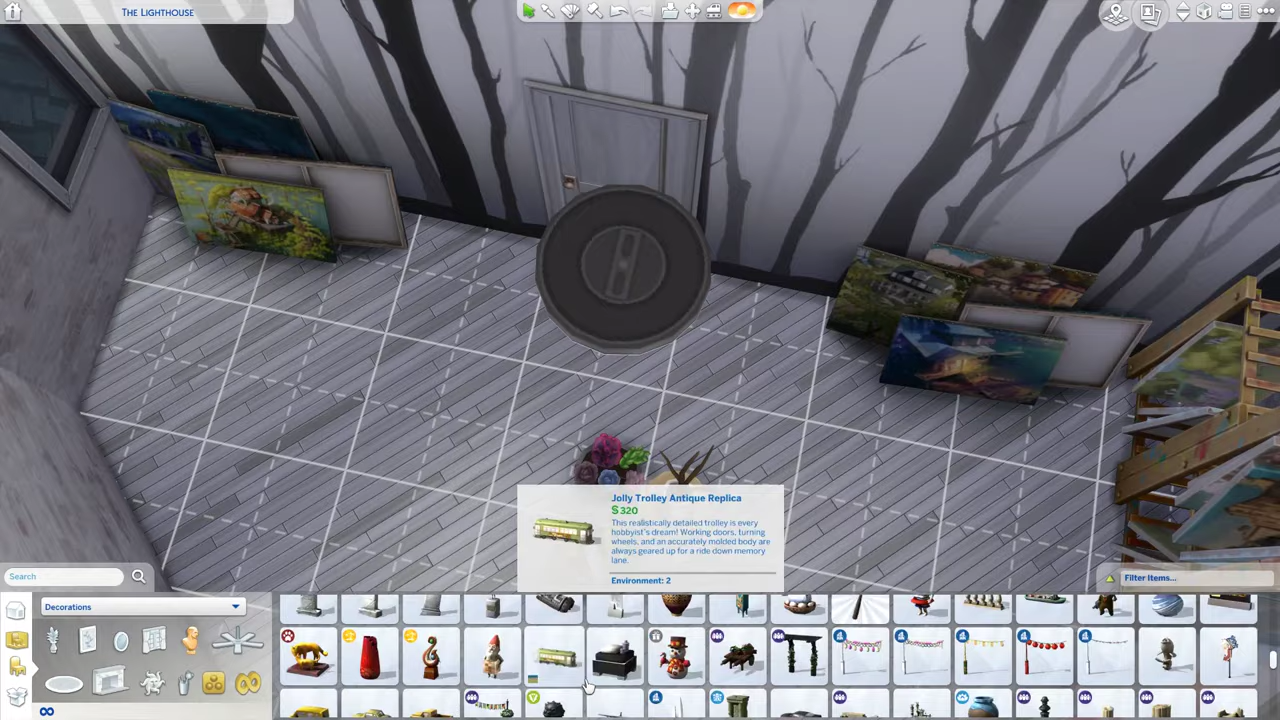 THE LIGHTHOUSE
Jolly Trolley Antique Replica
§320
This realistically detailed trolley is every
hobbyist's dream! Working doors, turning
wheels, and an accurately molded body are
always geared up for a ride down memory
lane.
Environment: 2
Search
Filter Items...
Decorations